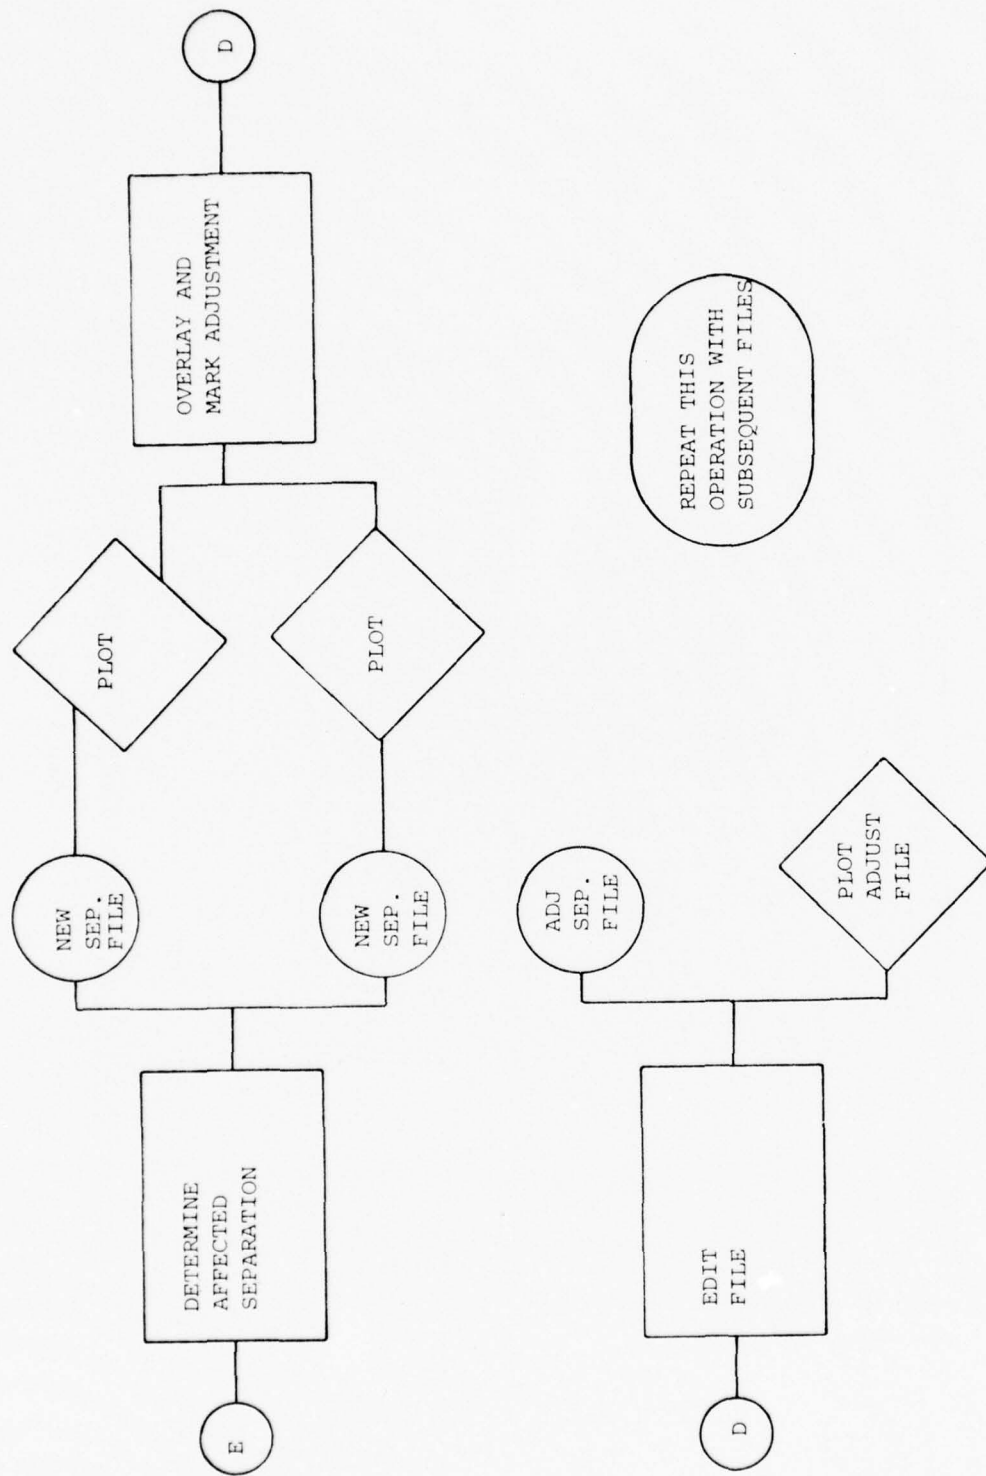 E
DETERMINE
AFFECTED
SEPARATION
NEW
SEP.
FILE
PLOT
NEW
SEP.
FILE
PLOT
OVERLAY AND
MARK ADJUSTMENT
D
D
EDIT
FILE
ADJ
SEP.
FILE
PLOT
ADJUST
FILE
REPEAT THIS
OPERATION WITH
SUBSEQUENT FILES